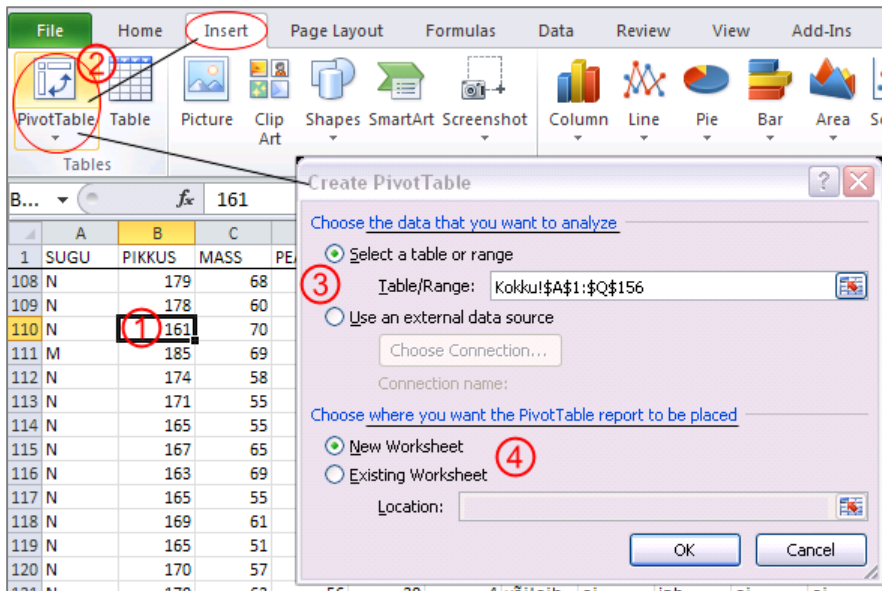 File Home Insert Page Layout Formulas Data Review View Add-Ins
2
PivotTable Table Picture Clip Art Shapes SmartArt Screenshot Column Line Pie Bar Area
Tables
B... fx 161
A B C
1 SUGU PIKKUS MASS
108 N 179 68
109 N 178 60
110 N 1 161 70
111 M 185 69
112 N 174 58
113 N 171 55
114 N 165 55
115 N 167 65
116 N 163 69
117 N 165 55
118 N 169 61
119 N 165 51
120 N 170 57
Create PivotTable
Choose the data that you want to analyze
Select a table or range
3 Table/Range: Kokku!$A$1:$Q$156
Use an external data source
Choose Connection...
Connection name:
Choose where you want the PivotTable report to be placed
New Worksheet
4
Existing Worksheet
Location:
OK Cancel